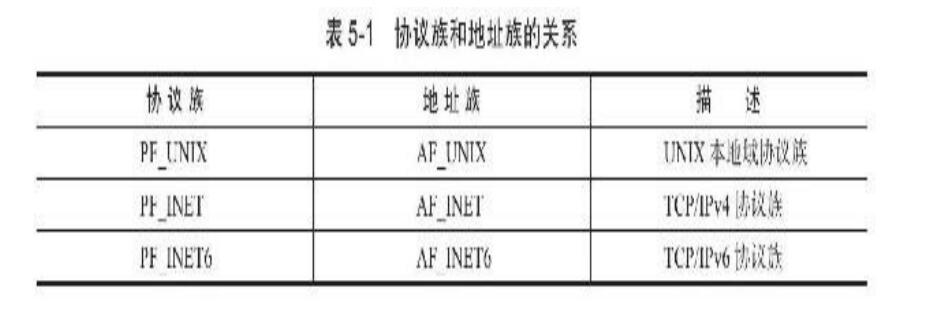 表 5-1 协议族和地址族的关系
协议族 地址族 描述
PF_UNIX AF_UNIX UNIX 本地域协议族
PF_INET AF_INET TCP/IPv4 协议族
PF_INET6 AF_INET6 TCP/IPv6 协议族